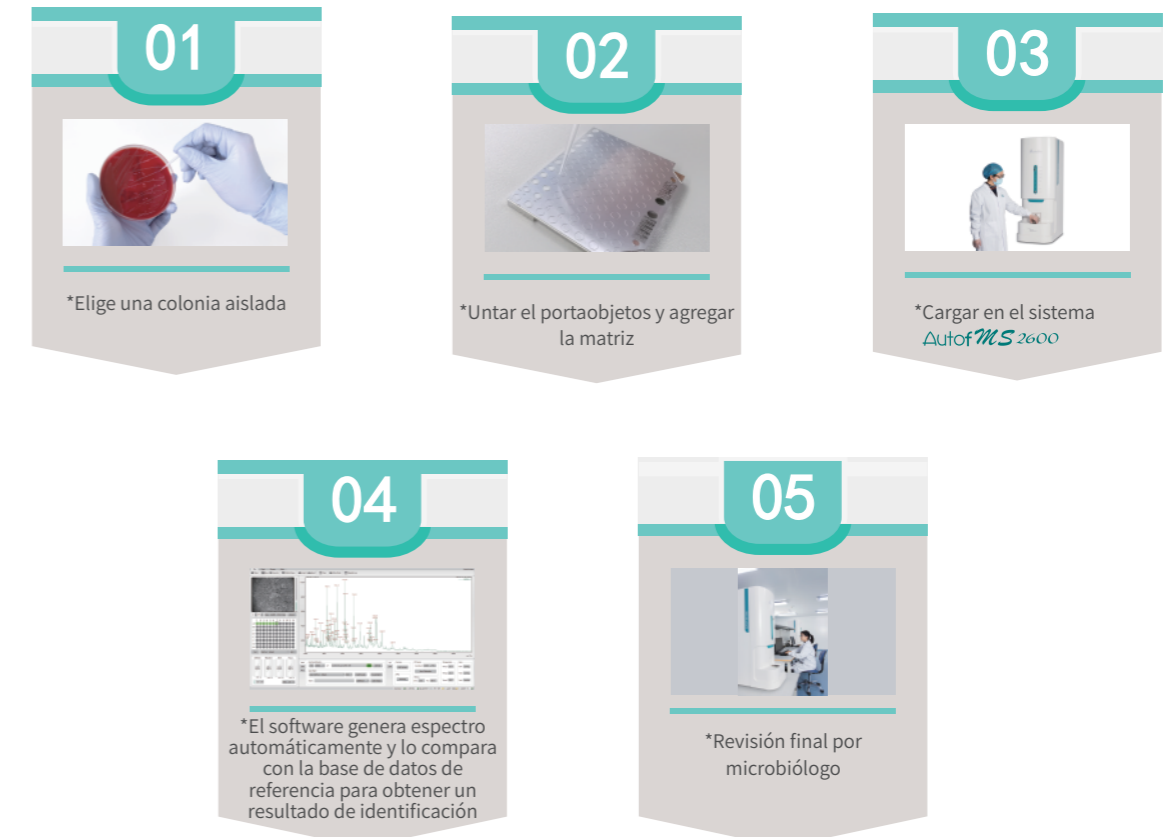 01
02
03
*Elige una colonia aislada
*Untar el portaobjetos y agregar
la matriz
*Cargar en el sistema
Autof MS 2600
04
05
*El software genera espectro
automáticamente y lo compara
con la base de datos de
referencia para obtener un
resultado de identificación
*Revisión final por
microbiólogo